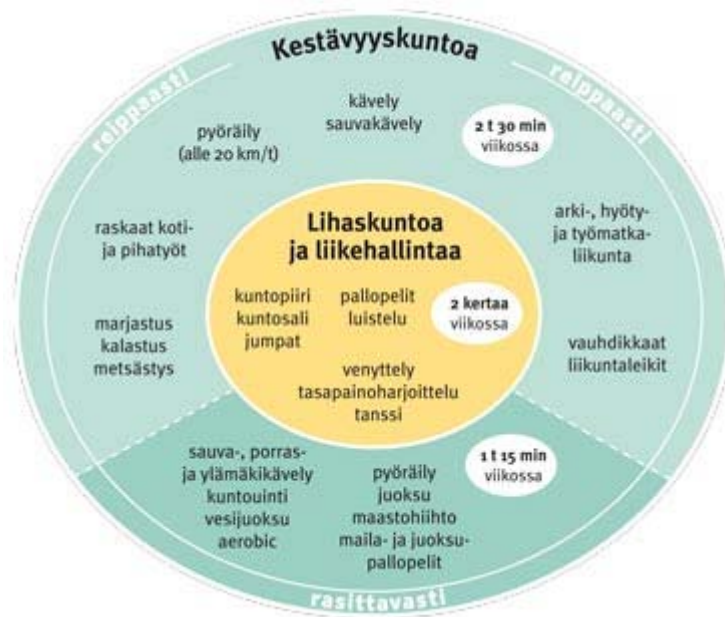 Kestävyyskuntoa
reippaasti
reippaasti
kävely
sauvakävely
2 t 30 min
viikossa
pyöräily
(alle 20 km/t)
raskaat koti-
ja pihatyöt
arki-, hyöty-
ja työmatka-
liikunta
marjastus
kalastus
metsästys
vauhdikkaat
liikuntaleikit
Lihaskuntoa
ja liikehallintaa
kuntopiiri
kuntosali
jumpat
pallopelit
luistelu
2 kertaa
viikossa
venyttely
tasapainoharjoittelu
tanssi
sauva-, porras-
ja ylämäkikävely
kuntouinti
vesijuoksu
aerobic
pyöräily
juoksu
maastohiihto
maila- ja juoksu-
pallopelit
1 t 15 min
viikossa
rasittavasti